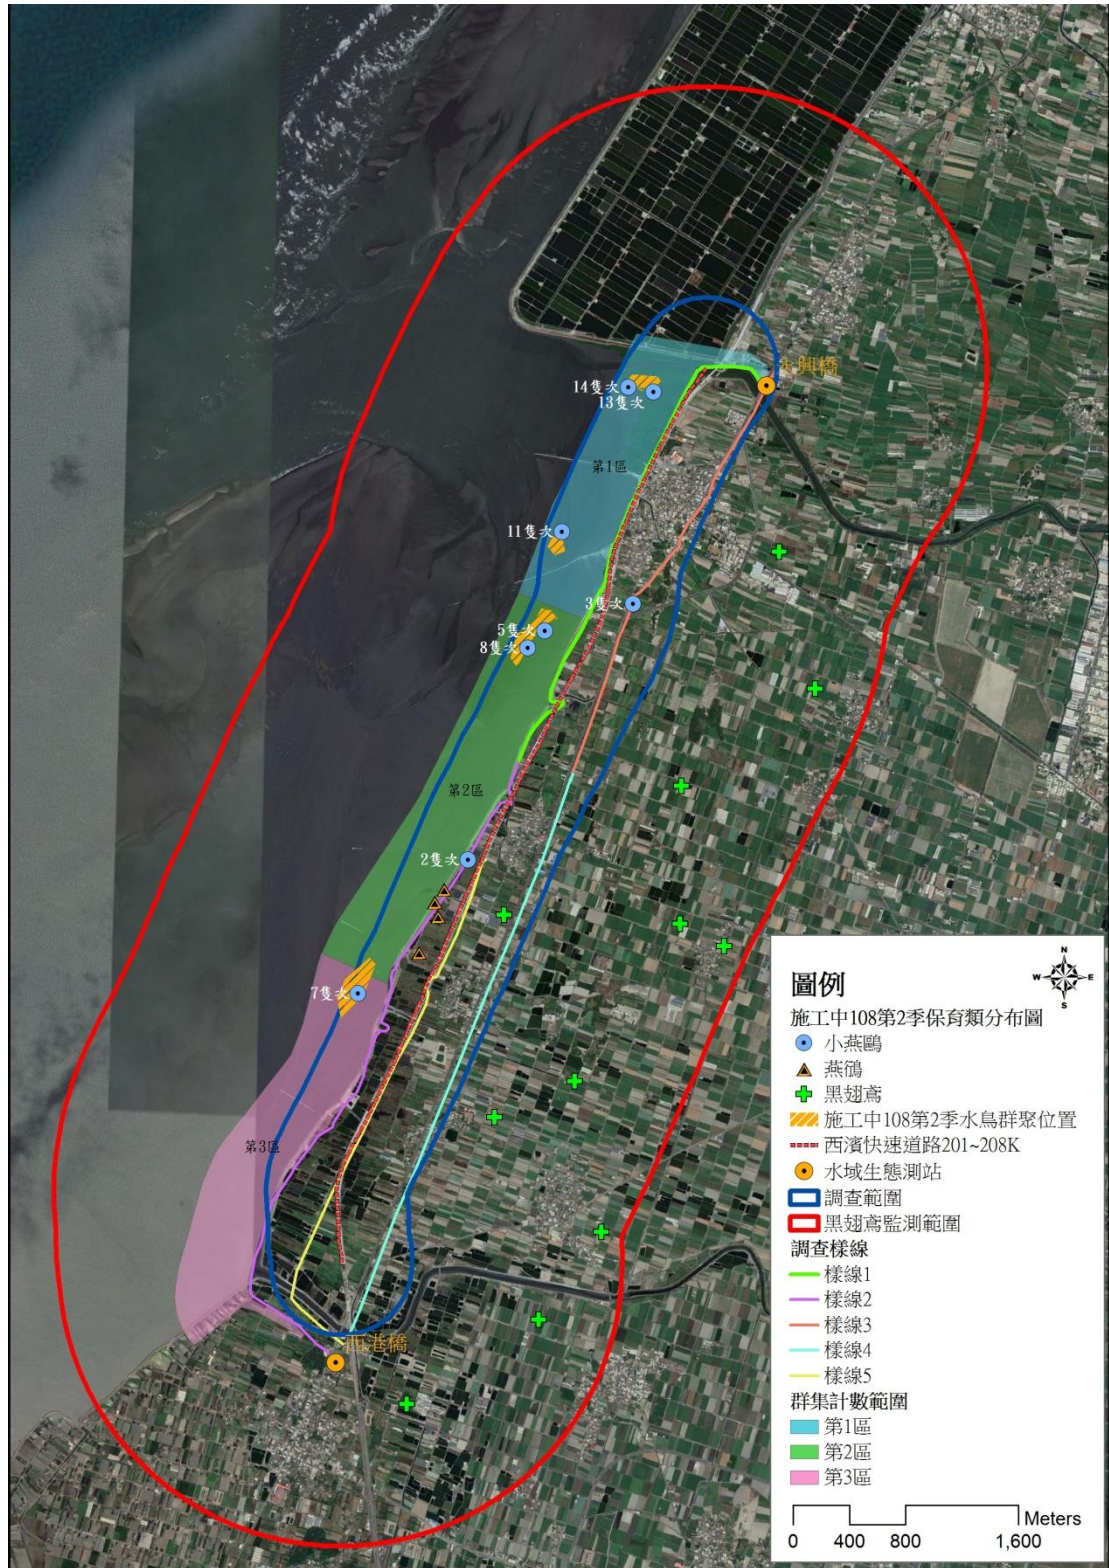 永興橋
14隻次
13隻次
第1區
11隻次
3隻次
5隻次
8隻次
第2區
2隻次
7隻次
第3區
西港橋
N
W
E
S
圖例
施工中108第2季保育類分布圖
小燕鷗
燕鴴
黑翅鳶
施工中108第2季水鳥群聚位置
西濱快速道路201~208K
水域生態測站
調查範圍
黑翅鳶監測範圍
調查樣線
樣線1
樣線2
樣線3
樣線4
樣線5
群集計數範圍
第1區
第2區
第3區
Meters
0 400 800 1,600